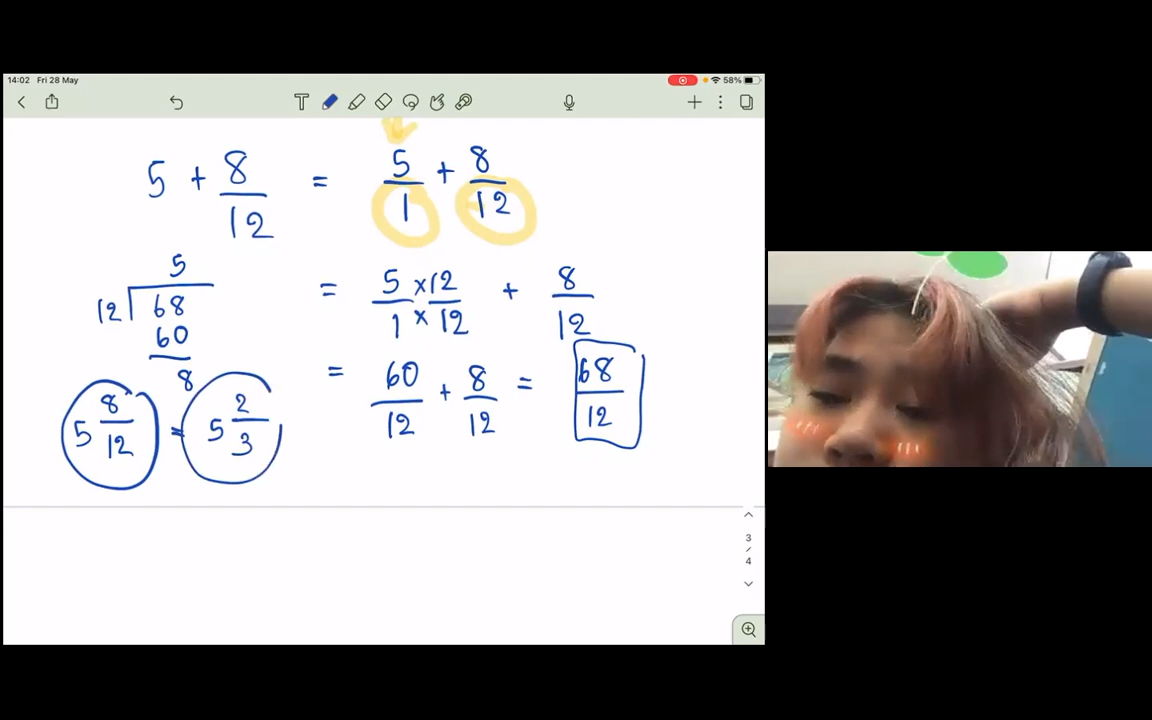 14:02 Fri 28 May 58%
T
5 + 8/12 = 5/1 + 8/12
= 5/1 × 12/12 + 8/12
= 60/12 + 8/12 = 68/12
5
12 68
60
8
5 8/12 = 5 2/3
3 / 4